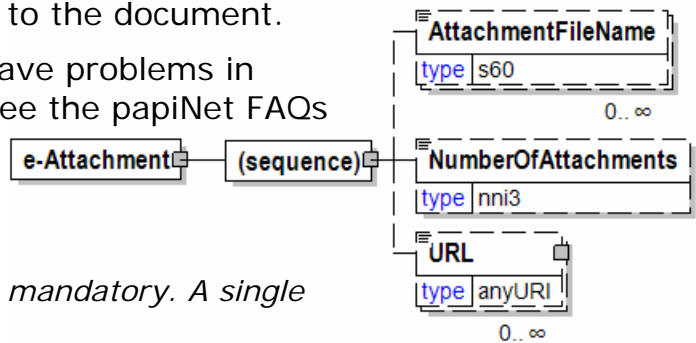 to the document.
AttachmentFileName
type s60
ave problems in
ee the papiNet FAQs
0.. ∞
e-Attachment
(sequence)
NumberOfAttachments
type nni3
URL
type anyURI
mandatory. A single
0.. ∞